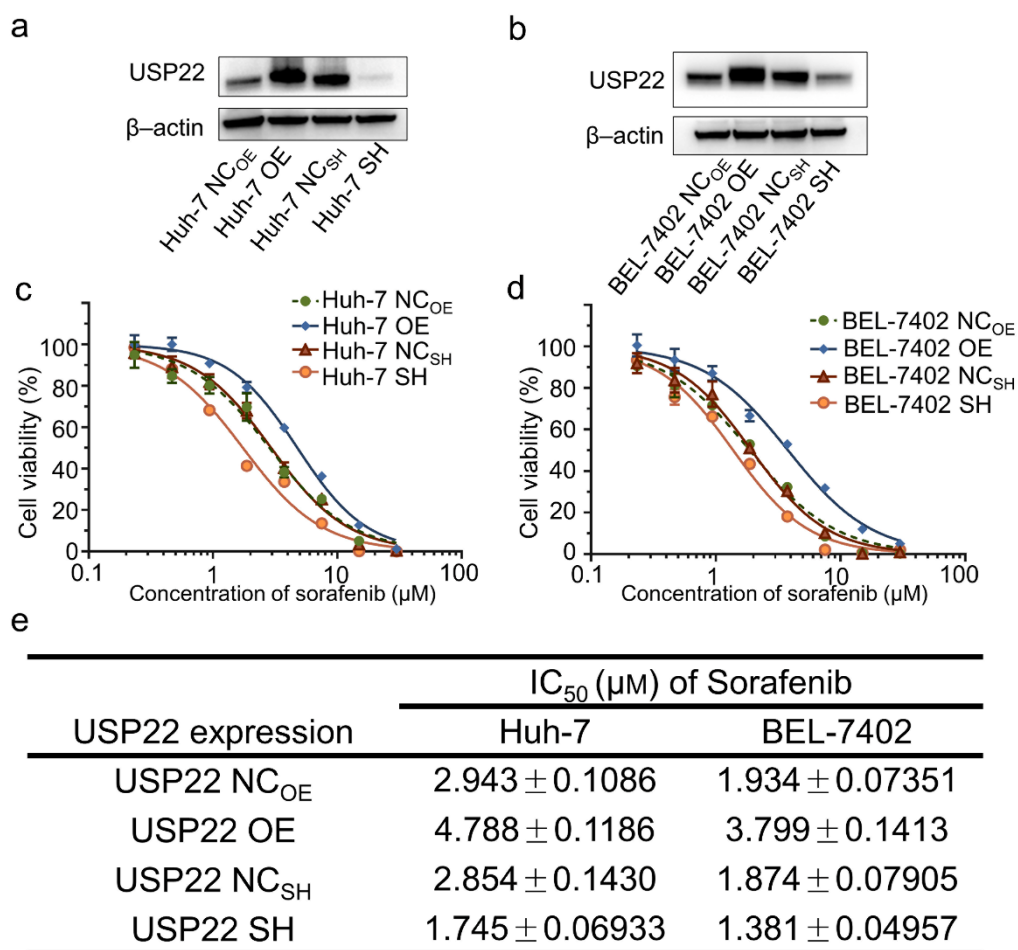 a
USP22
β–actin
Huh-7 NCOE
Huh-7 OE
Huh-7 NCSH
Huh-7 SH
b
USP22
β–actin
BEL-7402 NCOE
BEL-7402 OE
BEL-7402 NCSH
BEL-7402 SH
c
Huh-7 NCOE
Huh-7 OE
Huh-7 NCSH
Huh-7 SH
Cell viability (%)
100
80
60
40
20
0
0.1
1
10
100
Concentration of sorafenib (μM)
d
BEL-7402 NCOE
BEL-7402 OE
BEL-7402 NCSH
BEL-7402 SH
Cell viability (%)
100
80
60
40
20
0
0.1
1
10
100
Concentration of sorafenib (μM)
e
IC50 (μM) of Sorafenib
USP22 expression Huh-7 BEL-7402
USP22 NCOE 2.943 ± 0.1086 1.934 ± 0.07351
USP22 OE 4.788 ± 0.1186 3.799 ± 0.1413
USP22 NCSH 2.854 ± 0.1430 1.874 ± 0.07905
USP22 SH 1.745 ± 0.06933 1.381 ± 0.04957